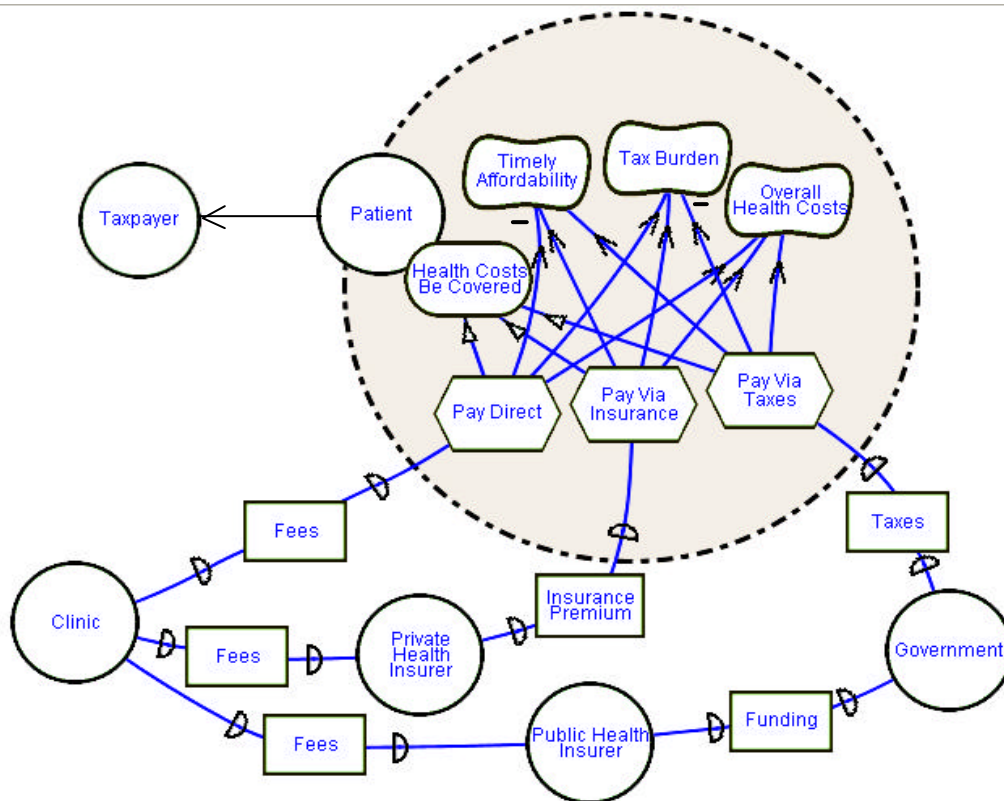 Timely
Affordability
Tax Burden
Overall
Health Costs
Taxpayer
Patient
Health Costs
Be Covered
-
-
Pay Direct
Pay Via
Insurance
Pay Via
Taxes
Fees
Taxes
Insurance
Premium
Clinic
Fees
Private
Health
Insurer
Government
Fees
Public Health
Insurer
Funding